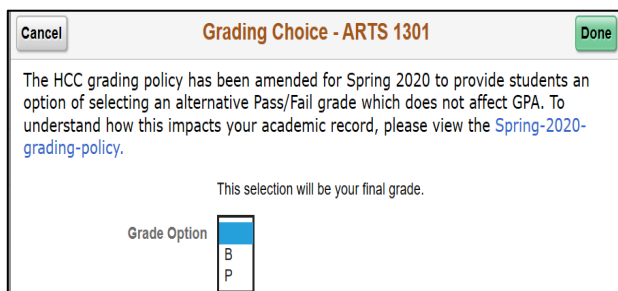 Cancel
Grading Choice - ARTS 1301
Done
The HCC grading policy has been amended for Spring 2020 to provide students an
option of selecting an alternative Pass/Fail grade which does not affect GPA. To
understand how this impacts your academic record, please view the Spring-2020-
grading-policy.
This selection will be your final grade.
Grade Option
B
P